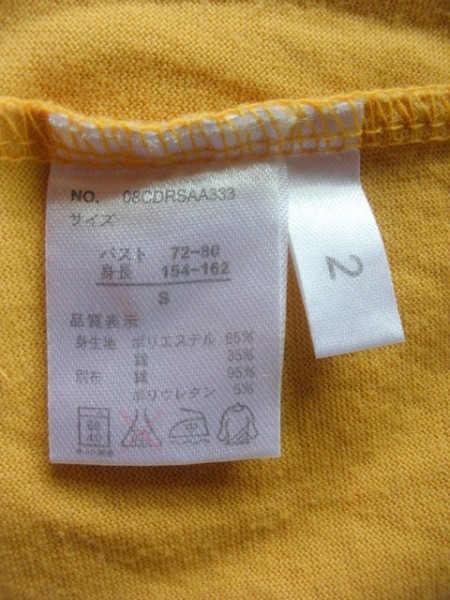 NO. 08CDRSAA333
サイズ
バスト 72~80
身長 154~162
S
品質表示
身生地 ポリエステル 65%
綿 35%
別布 綿 95%
ポリウレタン 5%
40
2